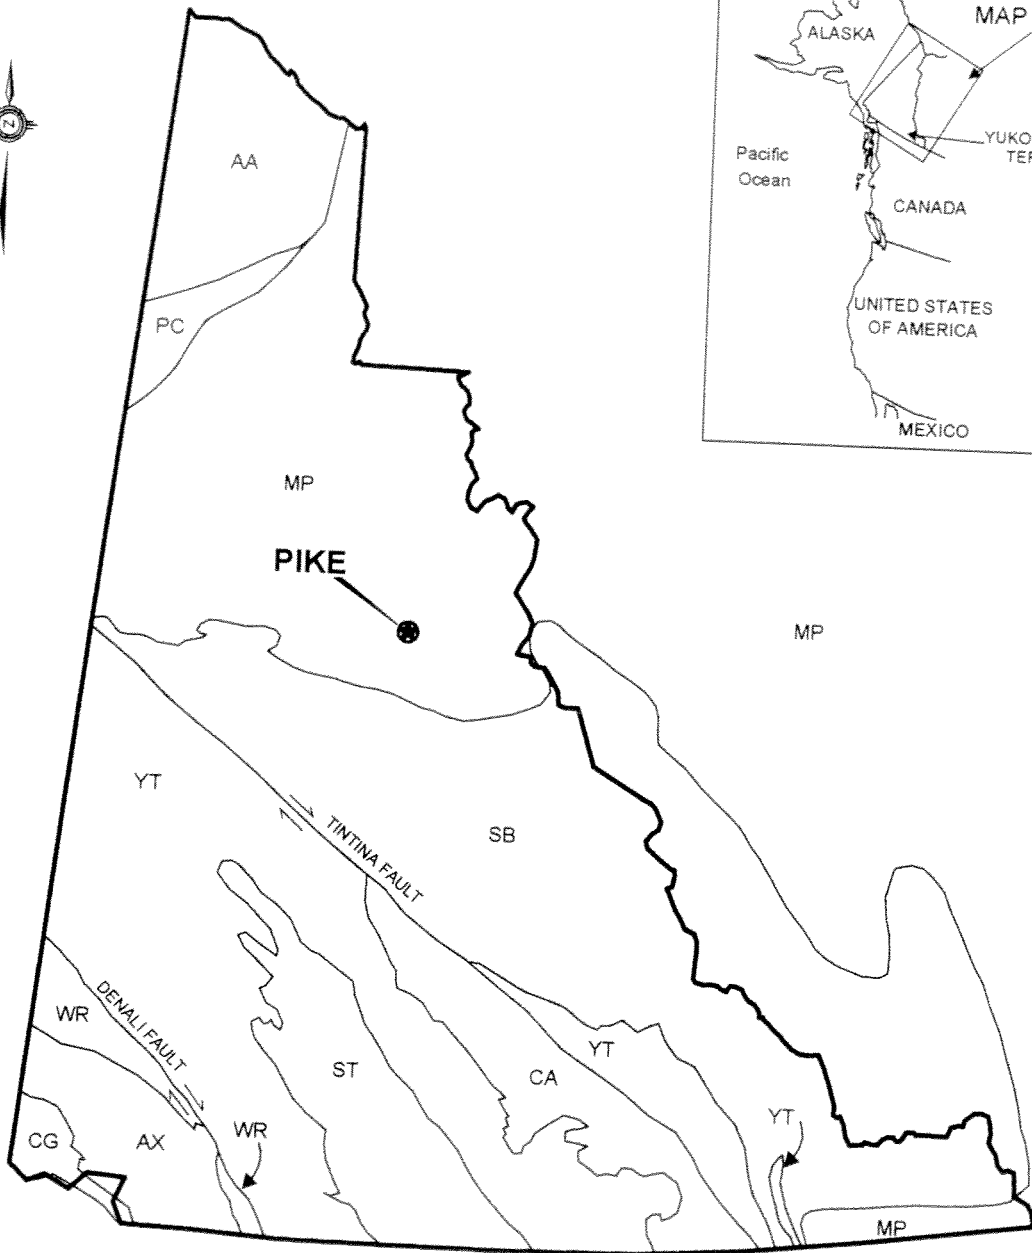 MAP
ALASKA
YUKO
TER
Pacific
Ocean
CANADA
UNITED STATES
OF AMERICA
MEXICO
N
AA
PC
MP
PIKE
MP
YT
SB
TINTINA FAULT
DENALI FAULT
WR
ST
CA
YT
YT
WR
CG
AX
MP